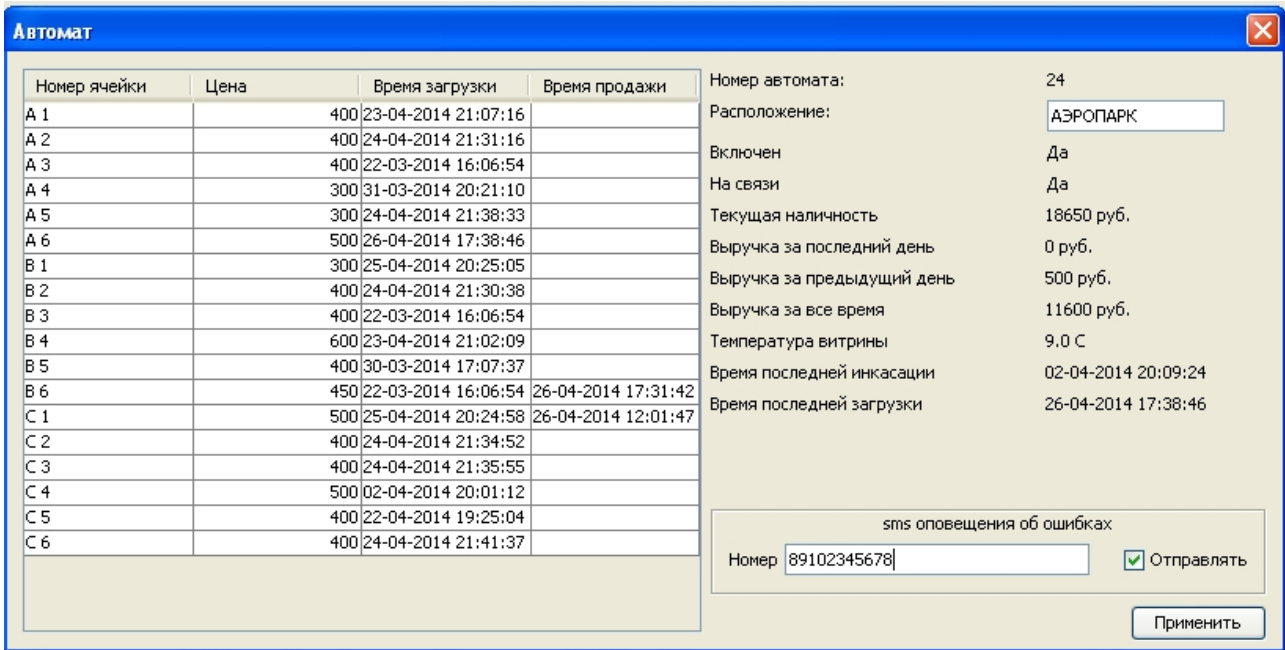 Автомат
Номер ячейки Цена Время загрузки Время продажи
A 1 400 23-04-2014 21:07:16
A 2 400 24-04-2014 21:31:16
A 3 400 22-03-2014 16:06:54
A 4 300 31-03-2014 20:21:10
A 5 300 24-04-2014 21:38:33
A 6 500 26-04-2014 17:38:46
B 1 300 25-04-2014 20:25:05
B 2 400 24-04-2014 21:30:38
B 3 400 22-03-2014 16:06:54
B 4 600 23-04-2014 21:02:09
B 5 400 30-03-2014 17:07:37
B 6 450 22-03-2014 16:06:54 26-04-2014 17:31:42
C 1 500 25-04-2014 20:24:58 26-04-2014 12:01:47
C 2 400 24-04-2014 21:34:52
C 3 400 24-04-2014 21:35:55
C 4 500 02-04-2014 20:01:12
C 5 400 22-04-2014 19:25:04
C 6 400 24-04-2014 21:41:37
Номер автомата: 24
Расположение: АЭРОПАРК
Включен Да
На связи Да
Текущая наличность 18650 руб.
Выручка за последний день 0 руб.
Выручка за предыдущий день 500 руб.
Выручка за все время 11600 руб.
Температура витрины 9.0 C
Время последней инкасации 02-04-2014 20:09:24
Время последней загрузки 26-04-2014 17:38:46
sms оповещения об ошибках
Номер 89102345678 Отправлять
Применить